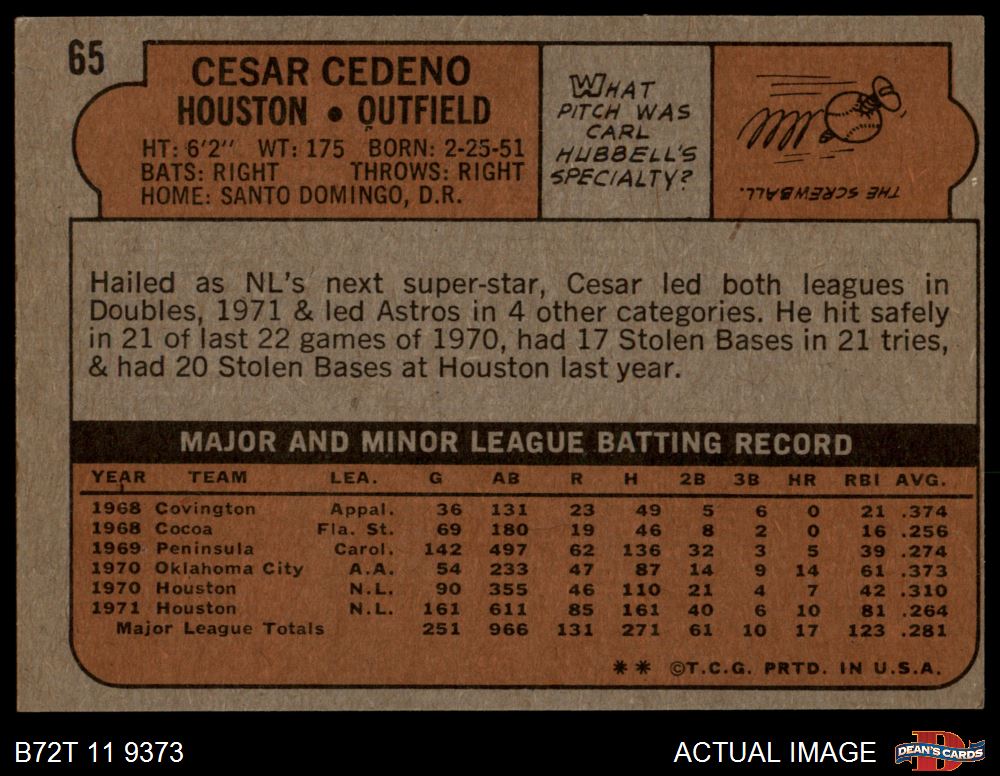 65
CESAR CEDENO
HOUSTON • OUTFIELD
HT: 6'2" WT: 175 BORN: 2-25-51
BATS: RIGHT THROWS: RIGHT
HOME: SANTO DOMINGO, D.R.
WHAT
PITCH WAS
CARL
HUBBELL'S
SPECIALTY?
THE SCREWBALL.
Hailed as NL's next super-star, Cesar led both leagues in
Doubles, 1971 & led Astros in 4 other categories. He hit safely
in 21 of last 22 games of 1970, had 17 Stolen Bases in 21 tries,
& had 20 Stolen Bases at Houston last year.
MAJOR AND MINOR LEAGUE BATTING RECORD
YEAR TEAM LEA. G AB R H 2B 3B HR RBI AVG.
1968 Covington Appal. 36 131 23 49 5 6 0 21 .374
1968 Cocoa Fla. St. 69 180 19 46 8 2 0 16 .256
1969 Peninsula Carol. 142 497 62 136 32 3 5 39 .274
1970 Oklahoma City A.A. 54 233 47 87 14 9 14 61 .373
1970 Houston N.L. 90 355 46 110 21 4 7 42 .310
1971 Houston N.L. 161 611 85 161 40 6 10 81 .264
Major League Totals 251 966 131 271 61 10 17 123 .281
** ©T.C.G. PRTD. IN U.S.A.
B72T 11 9373
ACTUAL IMAGE
D
DEAN'S CARDS